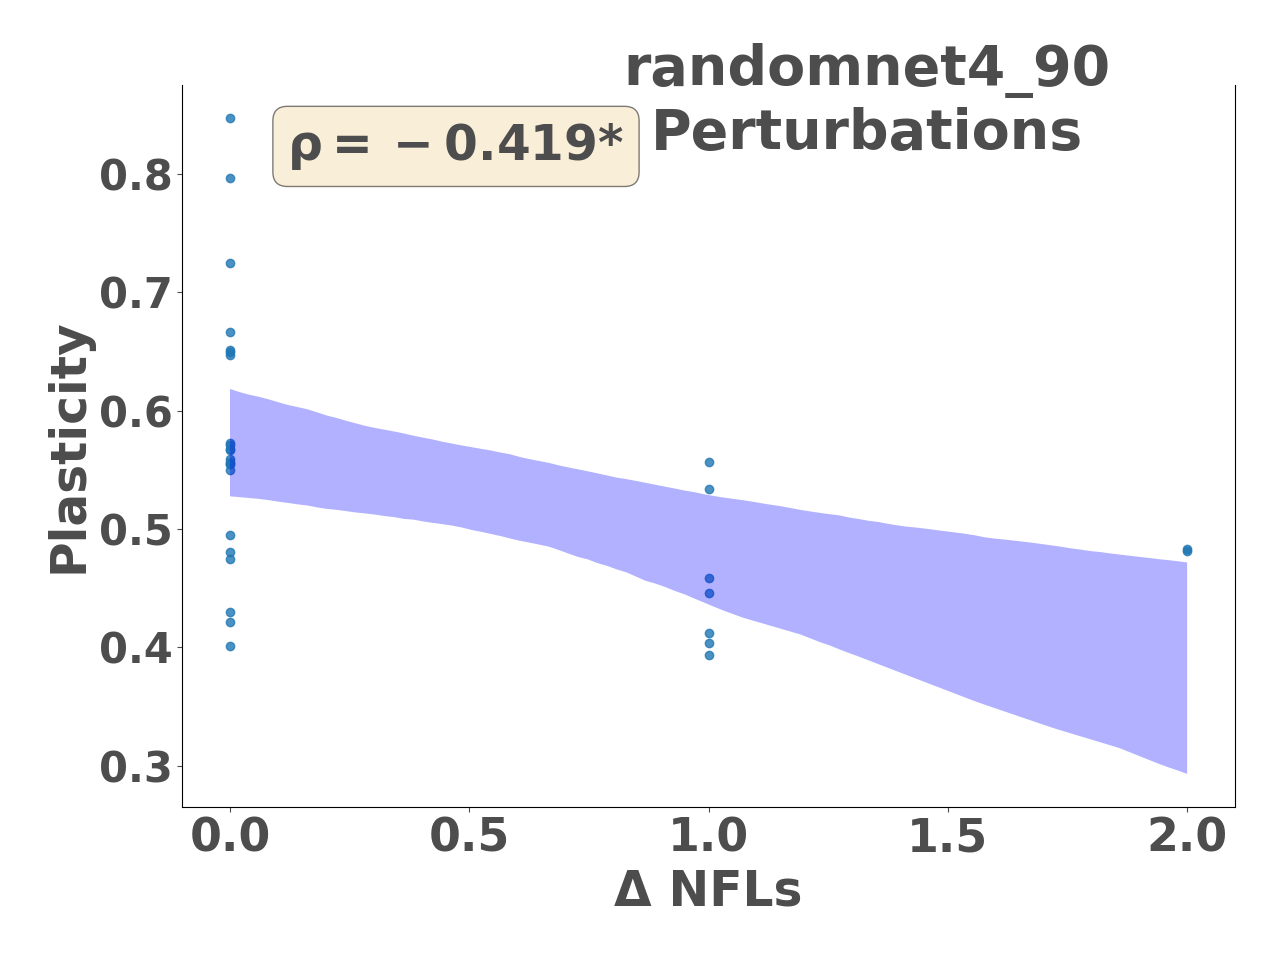 randomnet4_90
Perturbations
ρ = − 0.419*
Plasticity
0.8
0.7
0.6
0.5
0.4
0.3
0.0 0.5 1.0 1.5 2.0
Δ NFLs